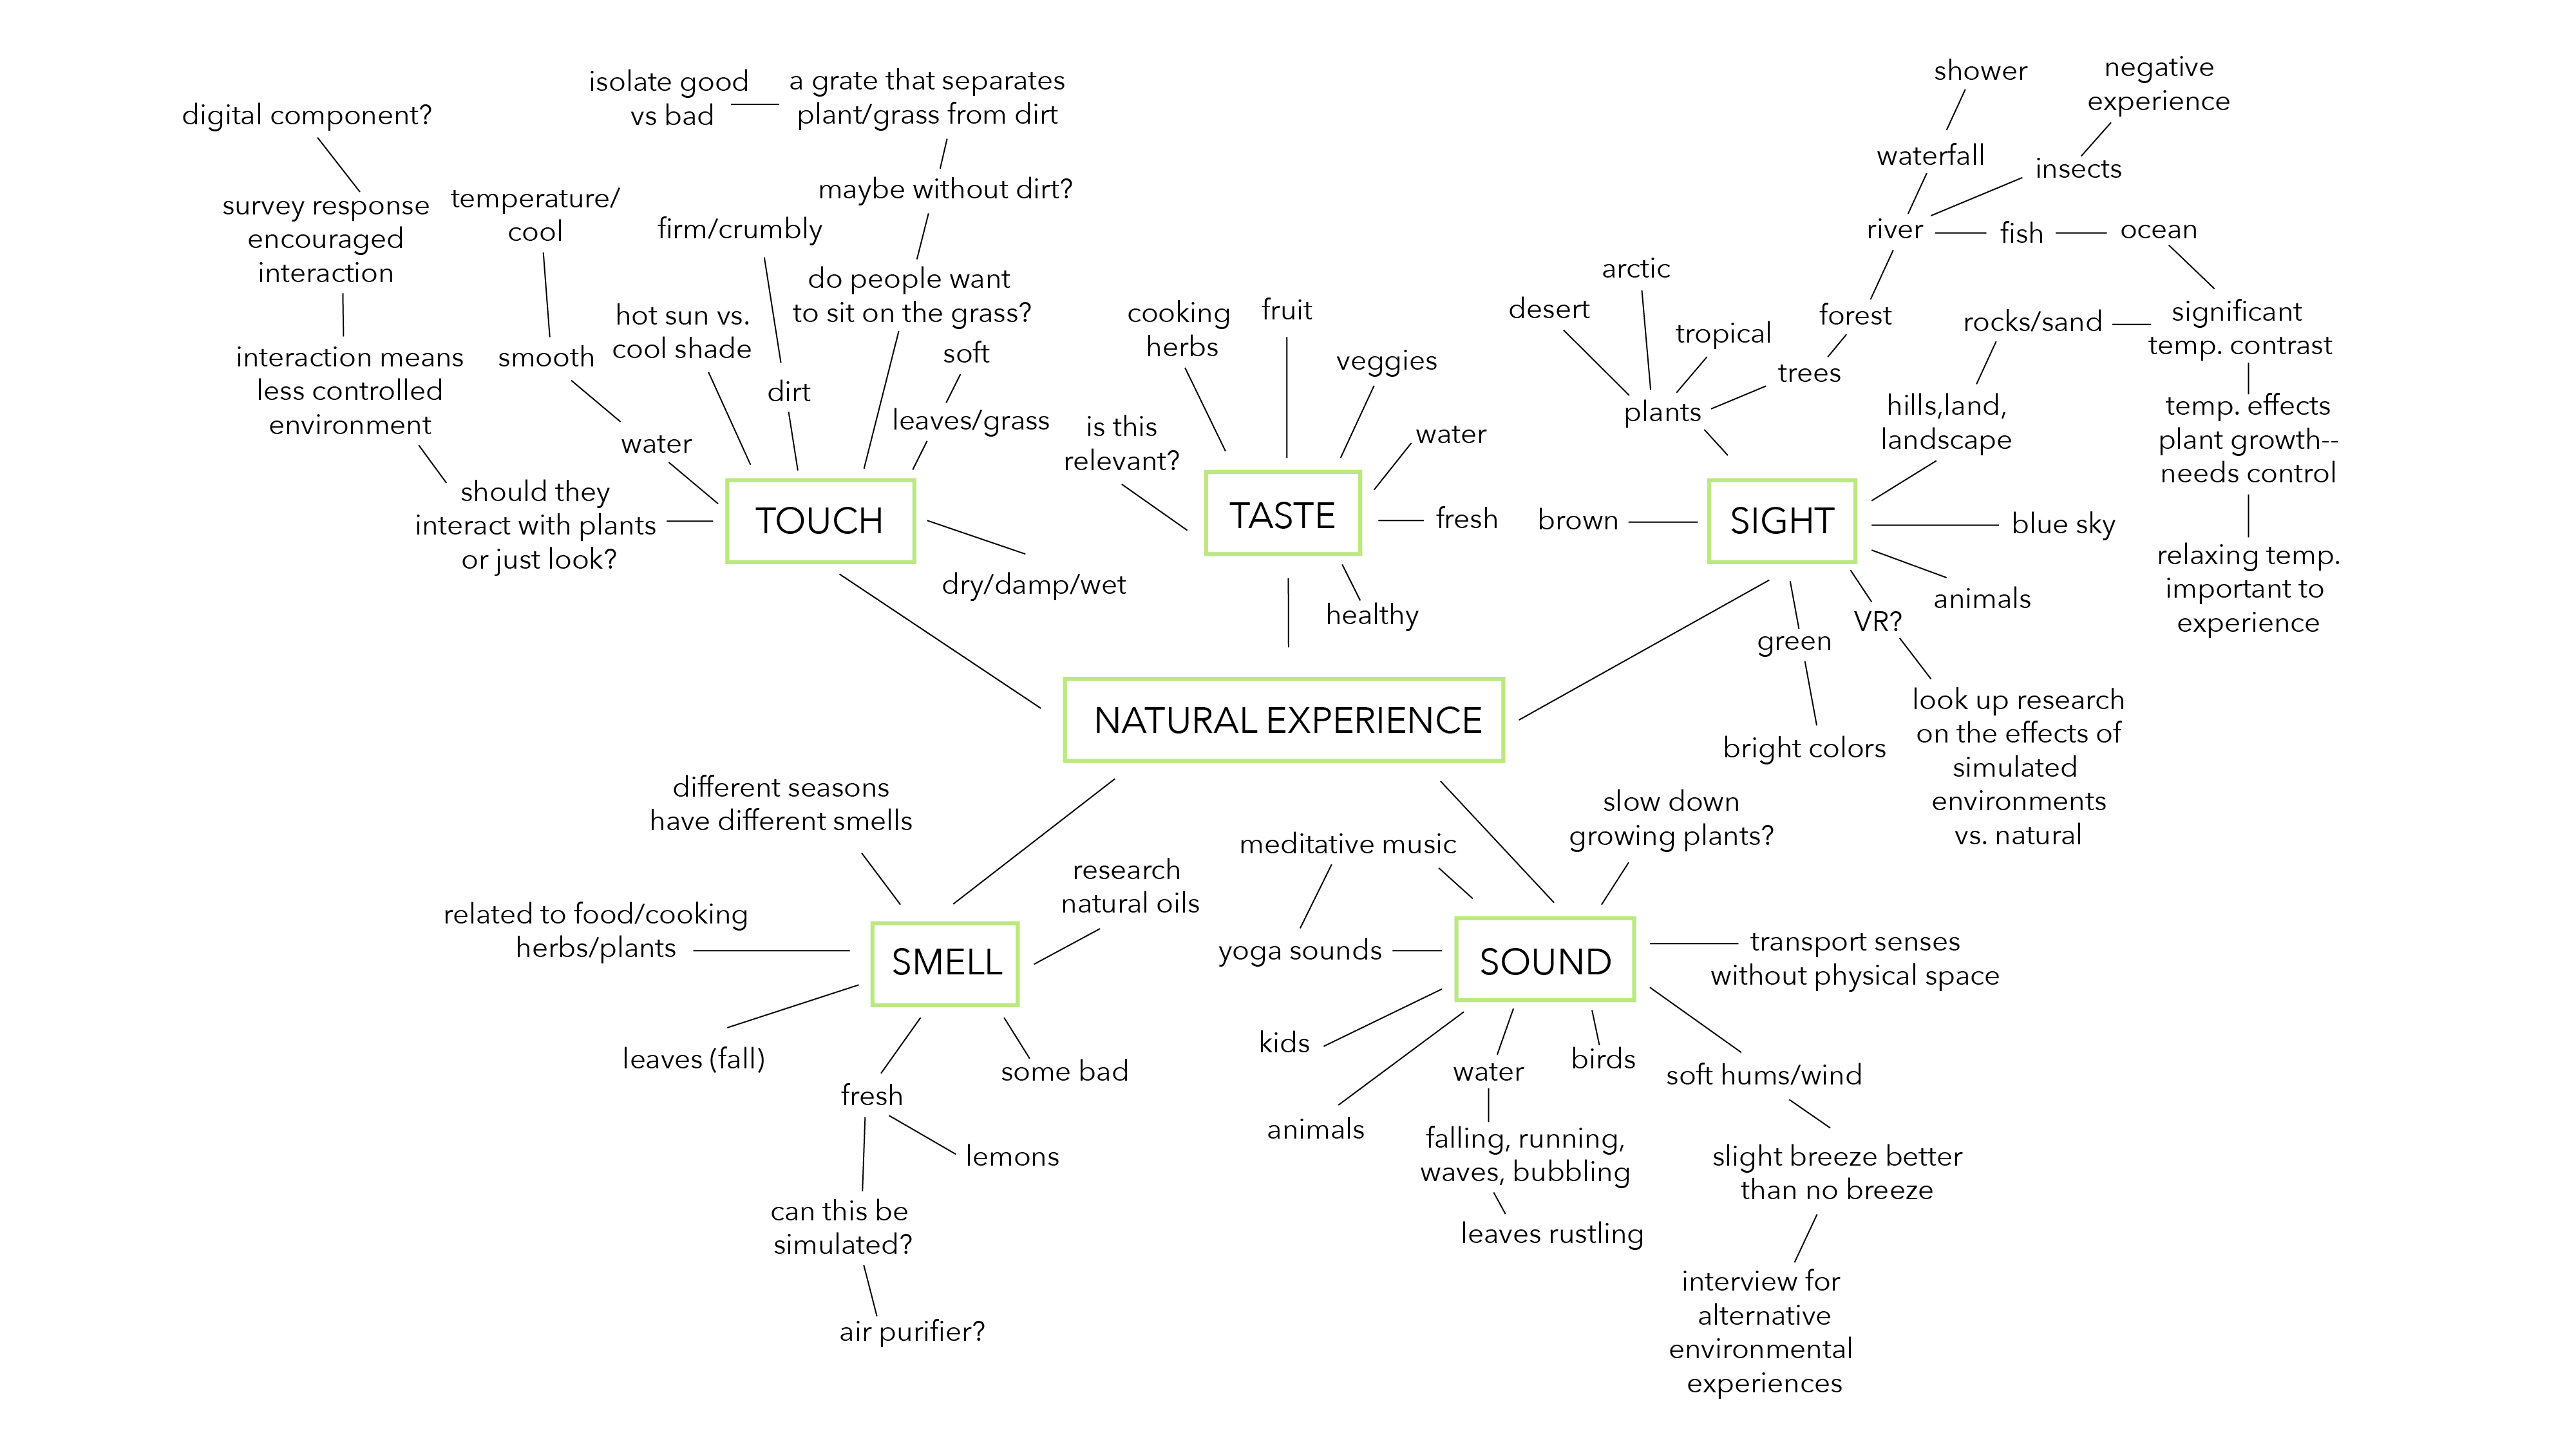 digital component?
survey response
encouraged
interaction
interaction means
less controlled
environment
should they
interact with plants
or just look?
temperature/
cool
smooth
water
hot sun vs.
cool shade
firm/crumbly
dirt
isolate good
vs bad
a grate that separates
plant/grass from dirt
maybe without dirt?
do people want
to sit on the grass?
soft
leaves/grass
TOUCH
dry/damp/wet
is this
relevant?
cooking
herbs
fruit
veggies
water
fresh
TASTE
healthy
shower
negative
experience
waterfall
insects
river
fish
ocean
desert
arctic
tropical
forest
trees
plants
rocks/sand
significant
temp. contrast
hills,land,
landscape
temp. effects
plant growth--
needs control
relaxing temp.
important to
experience
brown
SIGHT
blue sky
animals
VR?
green
bright colors
look up research
on the effects of
simulated
environments
vs. natural
NATURAL EXPERIENCE
different seasons
have different smells
related to food/cooking
herbs/plants
SMELL
research
natural oils
leaves (fall)
fresh
some bad
lemons
can this be
simulated?
air purifier?
meditative music
yoga sounds
slow down
growing plants?
SOUND
transport senses
without physical space
kids
animals
water
falling, running,
waves, bubbling
leaves rustling
birds
soft hums/wind
slight breeze better
than no breeze
interview for
alternative
environmental
experiences